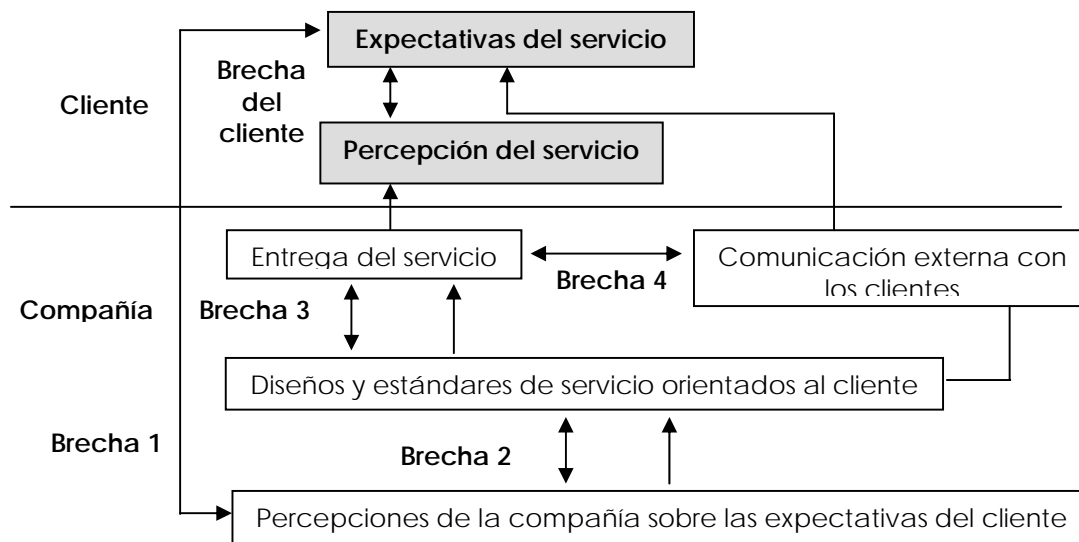 Expectativas del servicio
Brecha
del
cliente
Cliente
Percepción del servicio
Entrega del servicio
Comunicación externa con
los clientes
Brecha 4
Compañía
Brecha 3
Diseños y estándares de servicio orientados al cliente
Brecha 1
Brecha 2
Percepciones de la compañía sobre las expectativas del cliente